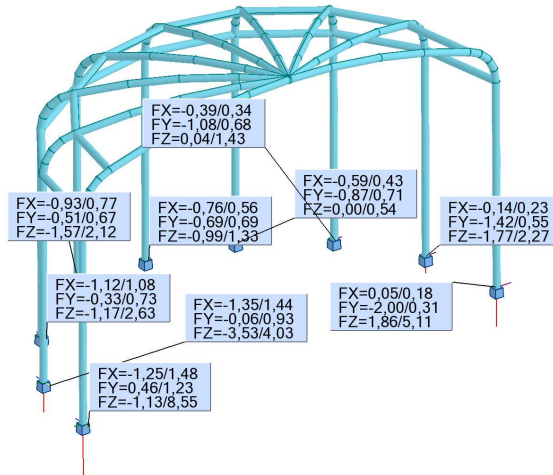 FX=-0,39/0,34
FY=-1,08/0,68
FZ=0,04/1,43
FX=-0,93/0,77
FY=-0,51/0,67
FZ=-1,57/2,12
FX=-0,76/0,56
FY=-0,69/0,69
FZ=-0,99/1,33
FX=-0,59/0,43
FY=-0,87/0,71
FZ=0,00/0,54
FX=-0,14/0,23
FY=-1,42/0,55
FZ=-1,77/2,27
FX=-1,12/1,08
FY=-0,33/0,73
FZ=-1,17/2,63
FX=-1,35/1,44
FY=-0,06/0,93
FZ=-3,53/4,03
FX=0,05/0,18
FY=-2,00/0,31
FZ=1,86/5,11
FX=-1,25/1,48
FY=0,46/1,23
FZ=-1,13/8,55